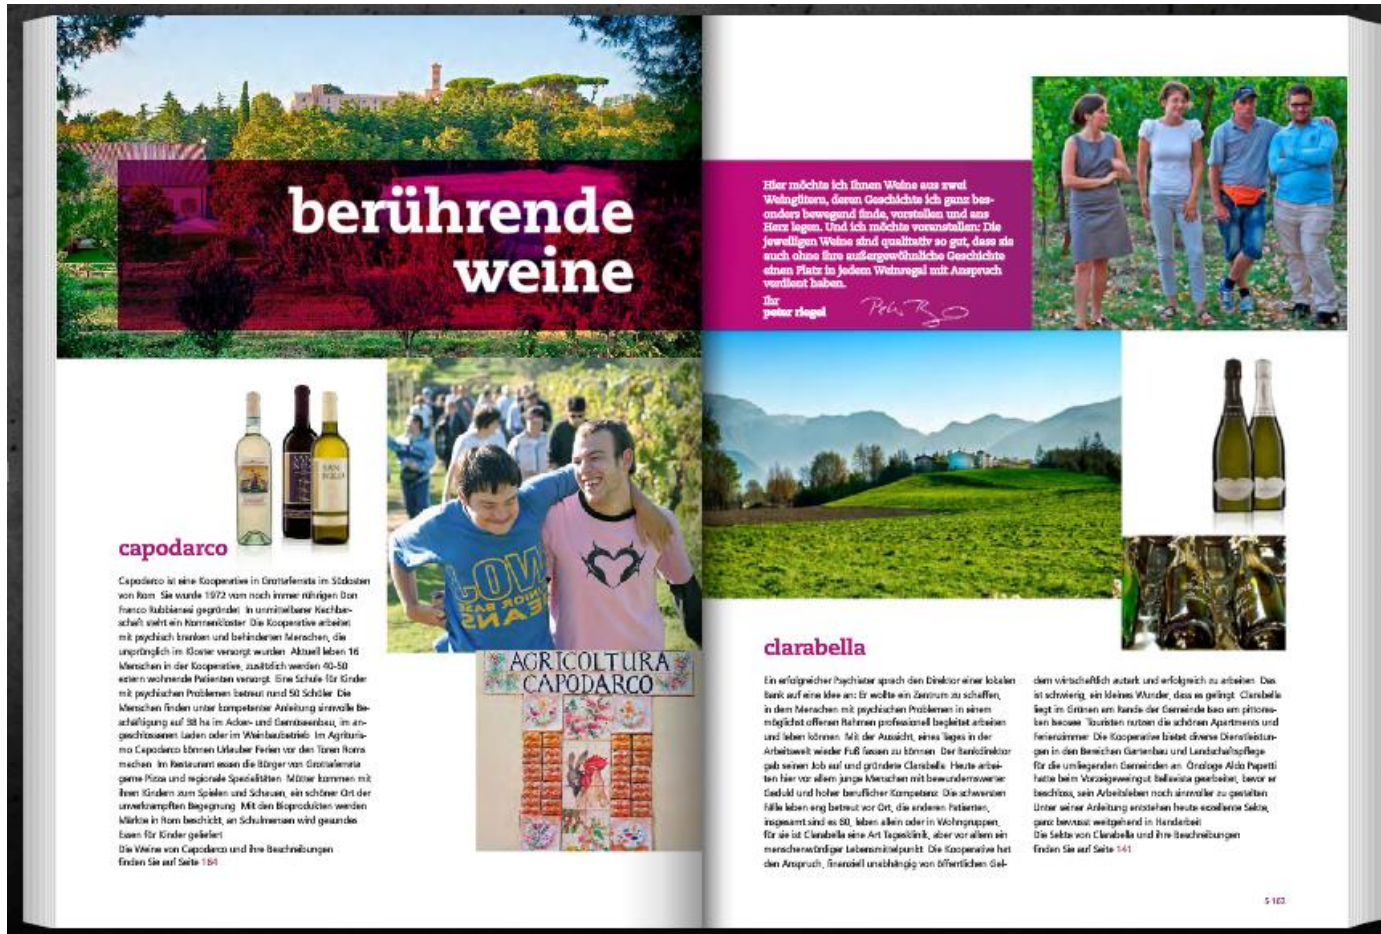 berührende
weine
Hier möchte ich Ihnen Weine aus zwei
Weingütern, deren Geschichte ich ganz bes-
onders bewegend finde, vorstellen und ans
Herz legen. Und ich möchte voranstellen: Die
jeweiligen Weine sind qualitativ so gut, dass sie
auch ohne ihre außergewöhnliche Geschichte
einen Platz in jedem Weinregal mit Anspruch
verdient haben.
Ihr
peter riegel
capodarco
Capodarco ist eine Kooperative in Grottaferrata im Südosten
von Rom. Sie wurde 1972 vom noch immer rührigen Don
Franco gegründet. In unmittelbarer Nachbar-
schaft steht ein Nonnenkloster. Die Kooperative arbeitet
mit psychisch kranken und behinderten Menschen, die
ursprünglich im Kloster versorgt wurden. Aktuell leben 16
Menschen in der Kooperative, zusätzlich werden 40-50
extern wohnende Patienten versorgt. Eine Schule für Kinder
mit psychischen Problemen betreut rund 50 Schüler. Die
Menschen finden unter kompetenter Anleitung sinnvolle Be-
schäftigung auf 38 ha im Acker- und Gemüseanbau, im an-
geschlossenen Laden oder im Weinbaubetrieb. Im Agrituris-
mo Capodarco können Urlauber Ferien vor den Toren Roms
machen. Im Restaurant essen die Bürger von Grottaferrata
gerne Pizza und regionale Spezialitäten. Mütter kommen mit
ihren Kindern zum Spielen und Schauen, ein schöner Ort der
unverkrampften Begegnung. Mit den Bioprodukten werden
Märkte in Rom beschickt, an Schulmensen wird gesundes
Essen für Kinder geliefert.
Die Weine von Capodarco und ihre Beschreibungen
finden Sie auf Seite 164
LOW
JUNIOR BASIC
JEANS
AGRICOLTURA
CAPODARCO
clarabella
Ein erfolgreicher Psychiater sprach den Direktor einer lokalen
Bank auf eine Idee an: Er wollte ein Zentrum zu schaffen,
in dem Menschen mit psychischen Problemen in einem
möglichst offenen Rahmen professionell begleitet arbeiten
und leben können. Mit der Aussicht, eines Tages in der
Arbeitswelt wieder Fuß fassen zu können. Der Bankdirektor
gab seinen Job auf und gründete Clarabella. Heute arbei-
ten hier vor allem junge Menschen mit bewundernswerter
Geduld und hoher beruflicher Kompetenz. Die schwersten
Fälle leben eng betreut vor Ort, die anderen Patienten,
insgesamt sind es 60, leben allein oder in Wohngruppen,
für sie ist Clarabella eine Art Tagesklinik, aber vor allem ein
menschenwürdiger Lebensmittelpunkt. Die Kooperative hat
den Anspruch, finanziell unabhängig von öffentlichen Gel-
dern wirtschaftlich autark und erfolgreich zu arbeiten. Das
ist schwierig, ein kleines Wunder, dass es gelingt. Clarabella
liegt im Grünen am Rande der Gemeinde Iseo am pittores-
ken Iseosee. Touristen nutzen die schönen Apartments und
Ferienzimmer. Die Kooperative bietet diverse Dienstleistun-
gen in den Bereichen Gartenbau und Landschaftspflege
für die umliegenden Gemeinden an. Önologe Aldo Papetti
hatte beim Vorzeigeweingut Bellavista gearbeitet, bevor er
beschloss, sein Arbeitsleben noch sinnvoller zu gestalten.
Unter seiner Anleitung entstehen heute exzellente Sekte,
ganz bewusst weitgehend in Handarbeit.
Die Sekte von Clarabella und ihre Beschreibungen
finden Sie auf Seite 141
S 163